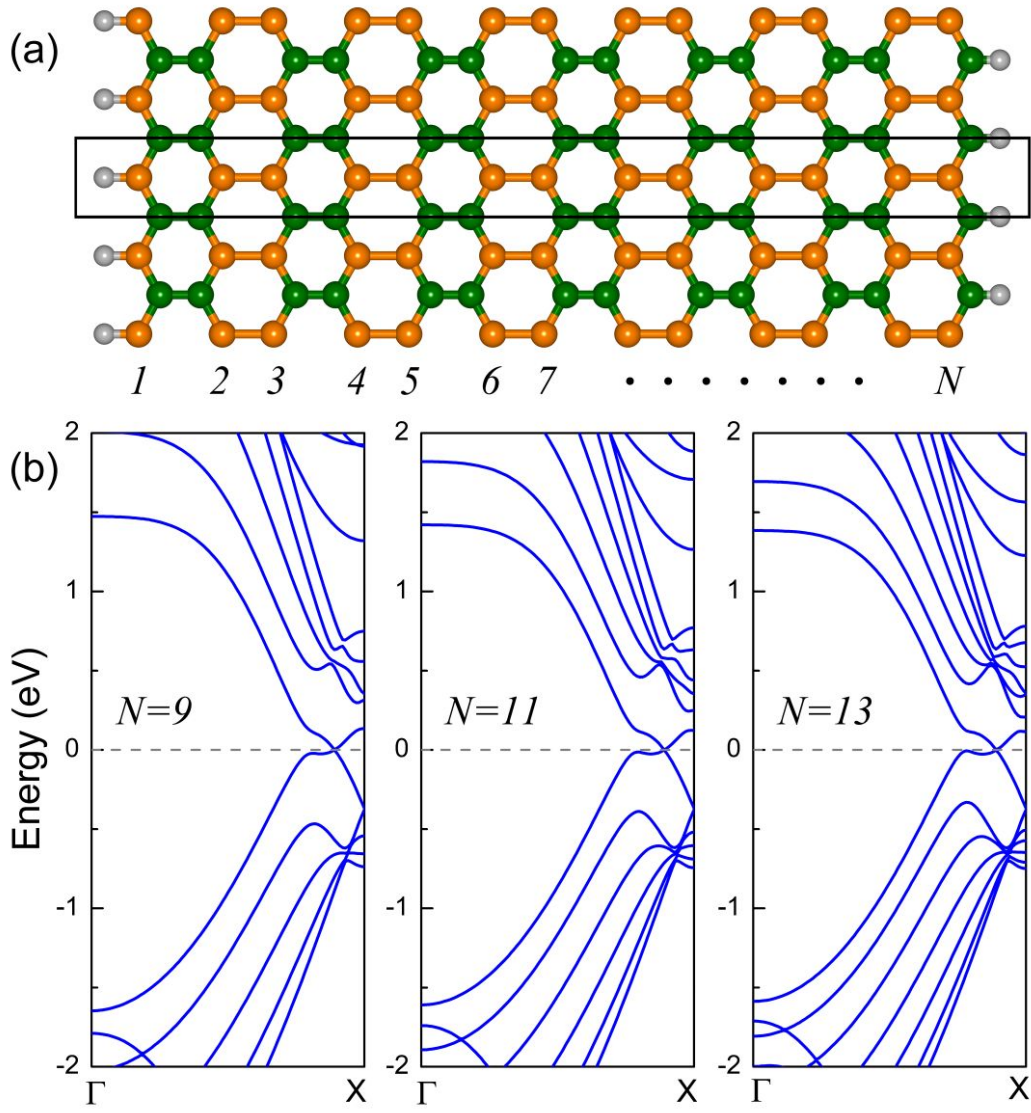 (a)
1 2 3 4 5 6 7 . . . . . . . N
(b)
Energy (eV)
2
1
0
-1
-2
N=9
Γ X
2
1
0
-1
-2
N=11
Γ X
2
1
0
-1
-2
N=13
Γ X